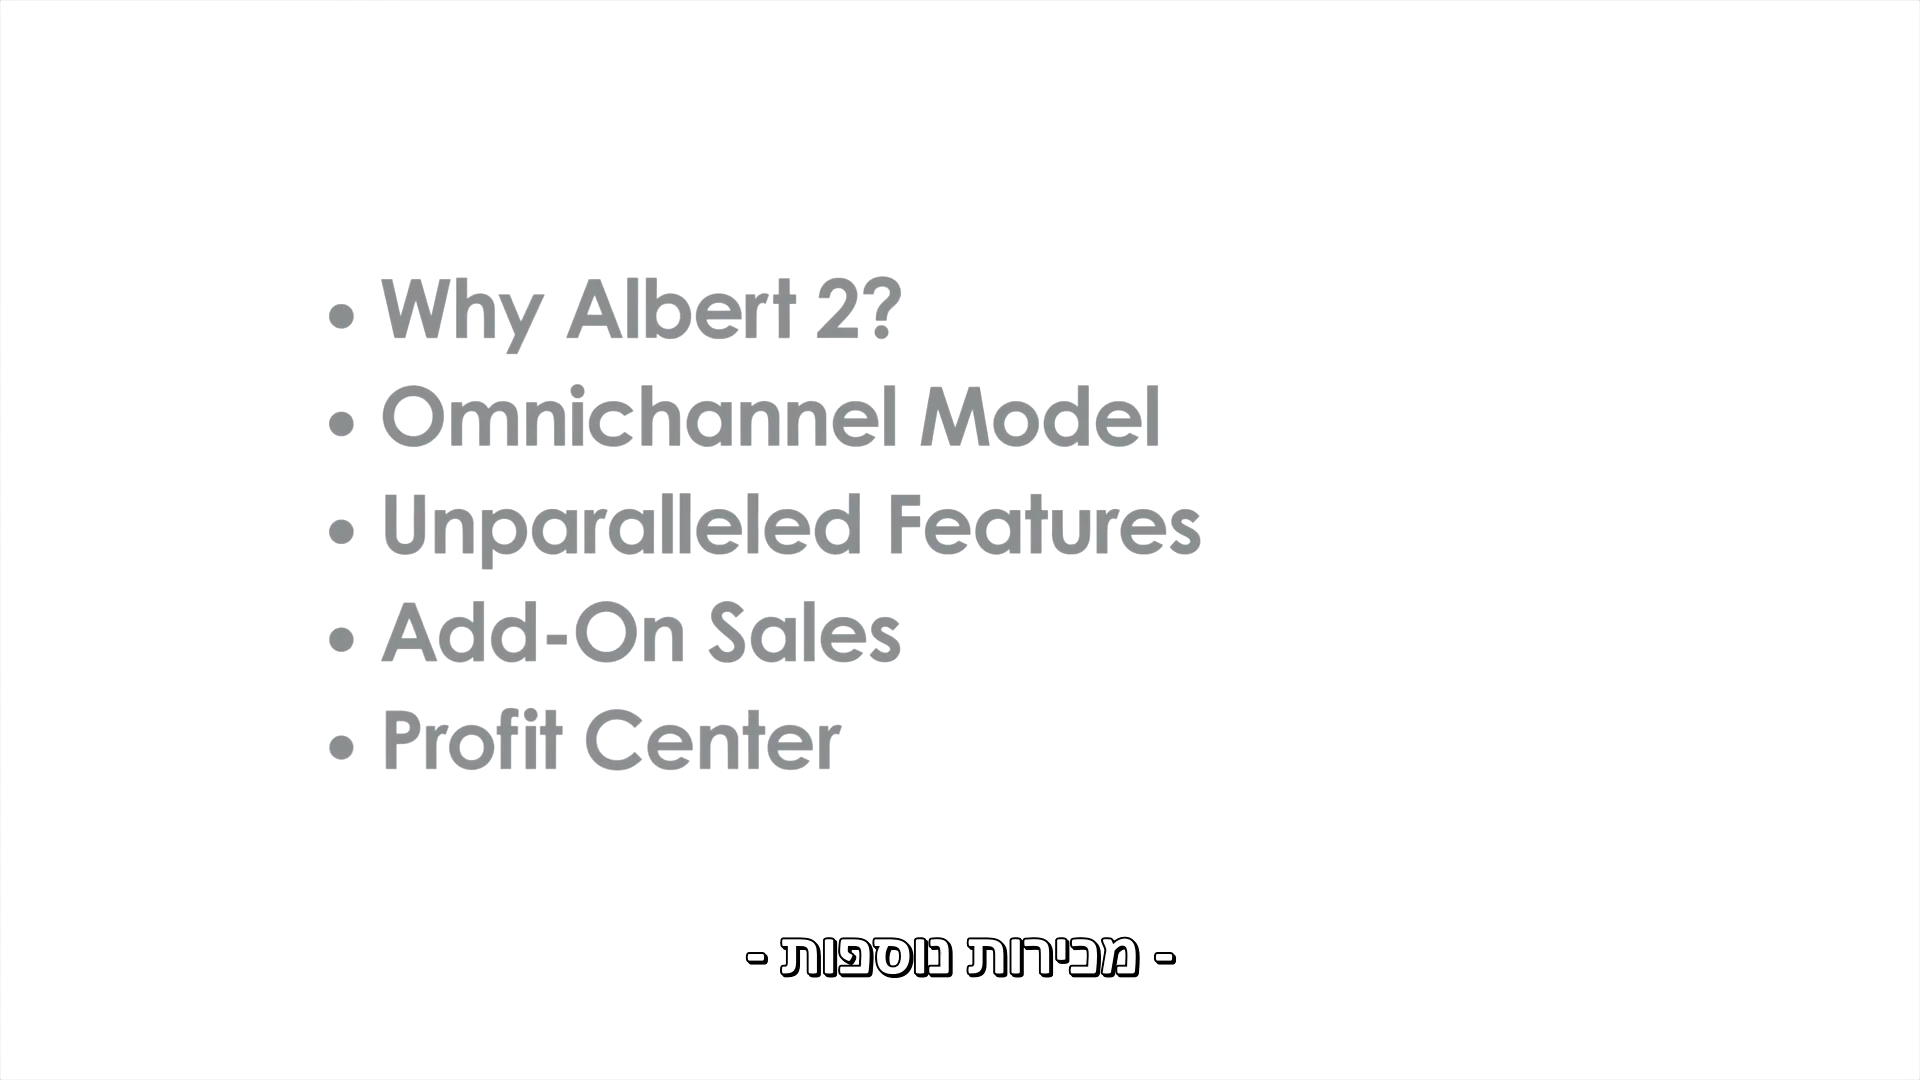 • Why Albert 2?
• Omnichannel Model
• Unparalleled Features
• Add-On Sales
• Profit Center
- מכירות נוספות -